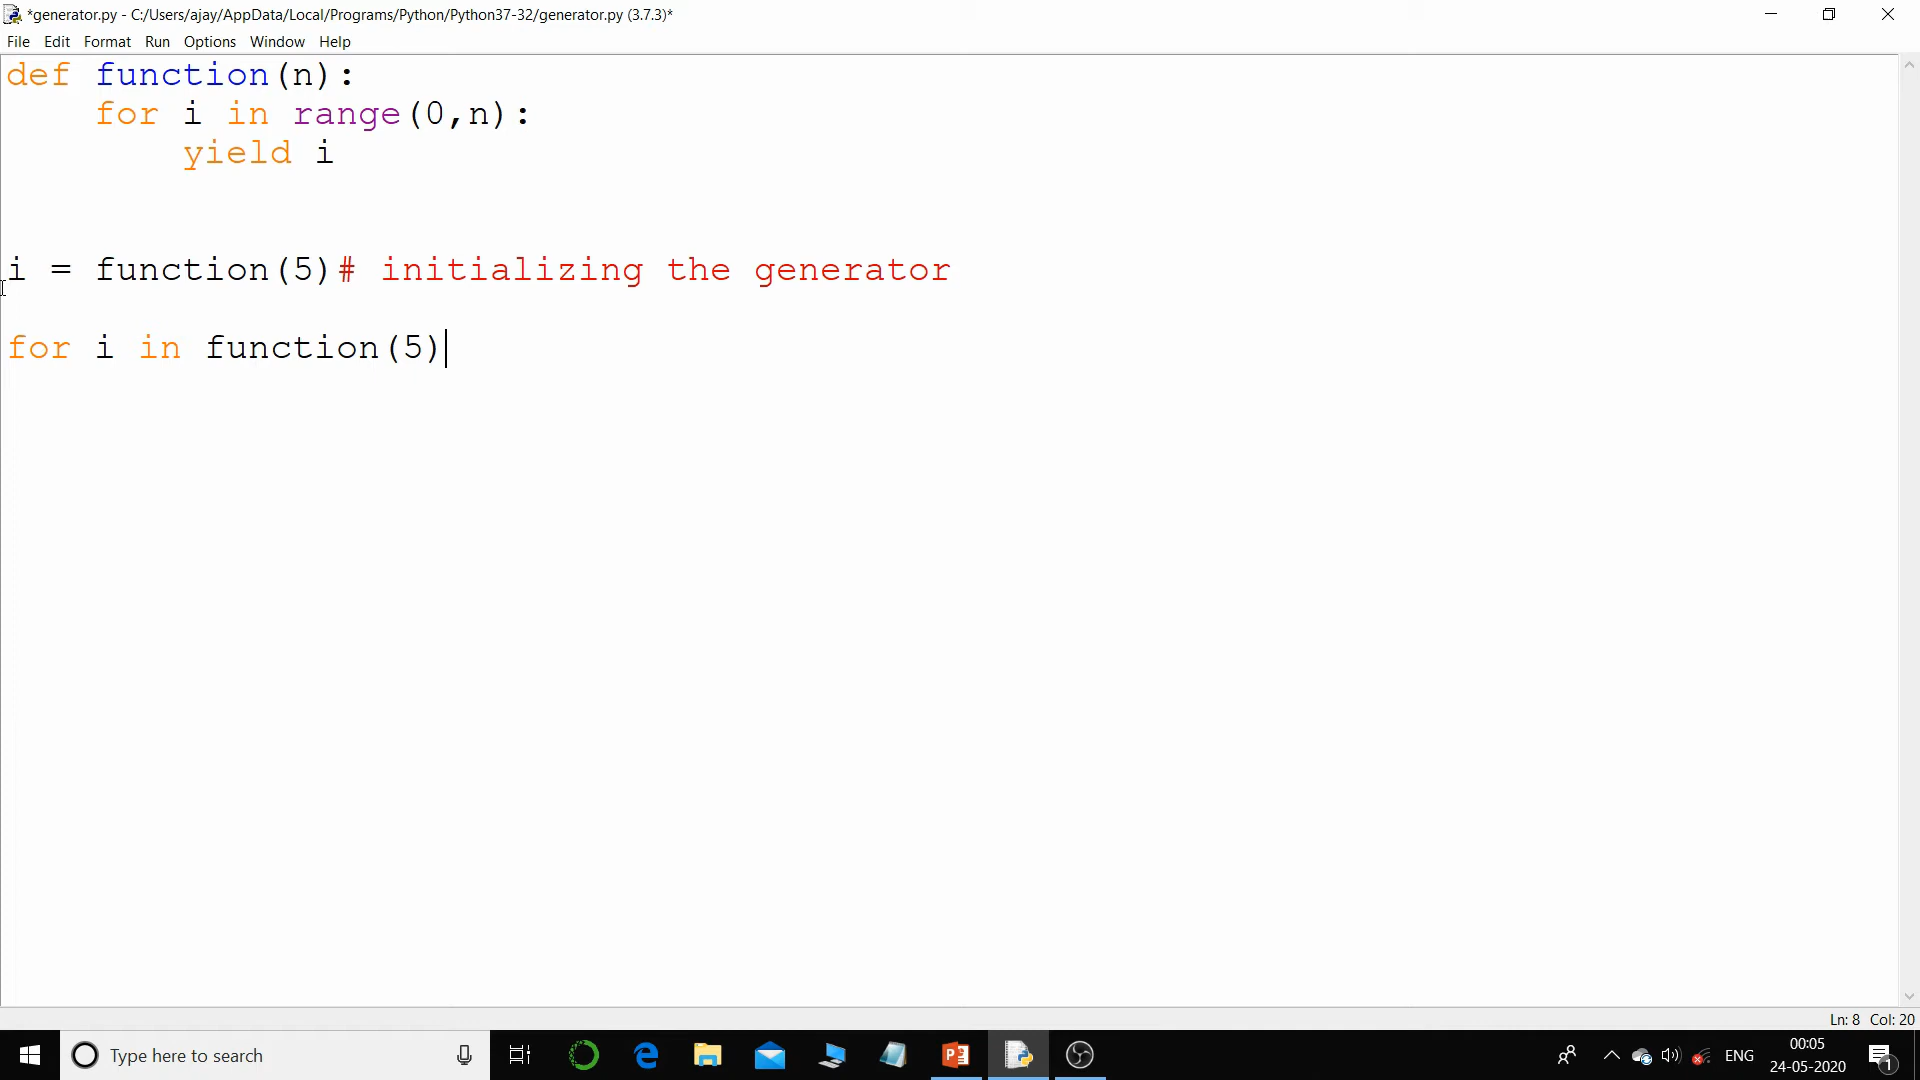 *generator.py - C:/Users/ajay/AppData/Local/Programs/Python/Python37-32/generator.py (3.7.3)*
File Edit Format Run Options Window Help
def function(n):
    for i in range(0,n):
        yield i
i = function(5)# initializing the generator
for i in function(5)
Ln: 8 Col: 20
Type here to search
ENG
00:05
24-05-2020
1